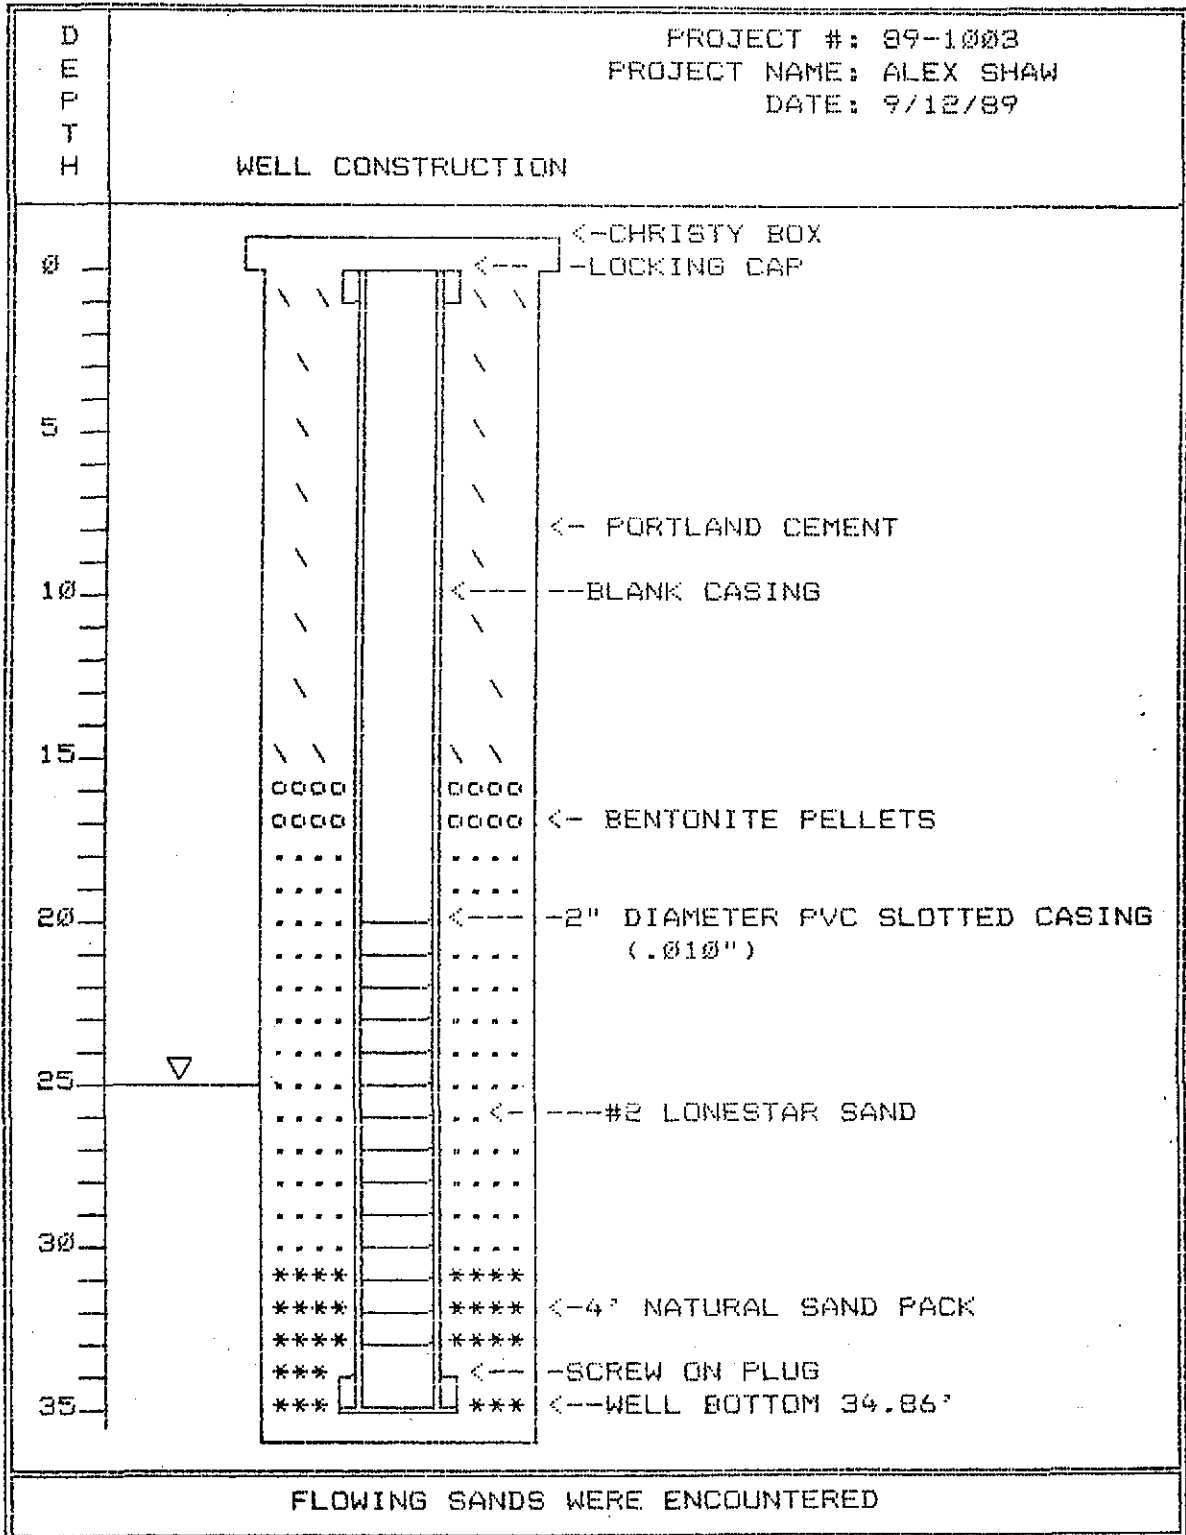 DEPTH
PROJECT #: 89-1003
PROJECT NAME: ALEX SHAW
DATE: 9/12/89
WELL CONSTRUCTION
<-CHRISTY BOX
0
<-- -LOCKING CAP
5
<- PORTLAND CEMENT
10
<--- --BLANK CASING
15
<- BENTONITE PELLETS
20
<--- -2" DIAMETER PVC SLOTTED CASING
(.010")
25
<- ---#2 LONESTAR SAND
30
<-4' NATURAL SAND PACK
<-- -SCREW ON PLUG
35
<--WELL BOTTOM 34.86'
FLOWING SANDS WERE ENCOUNTERED